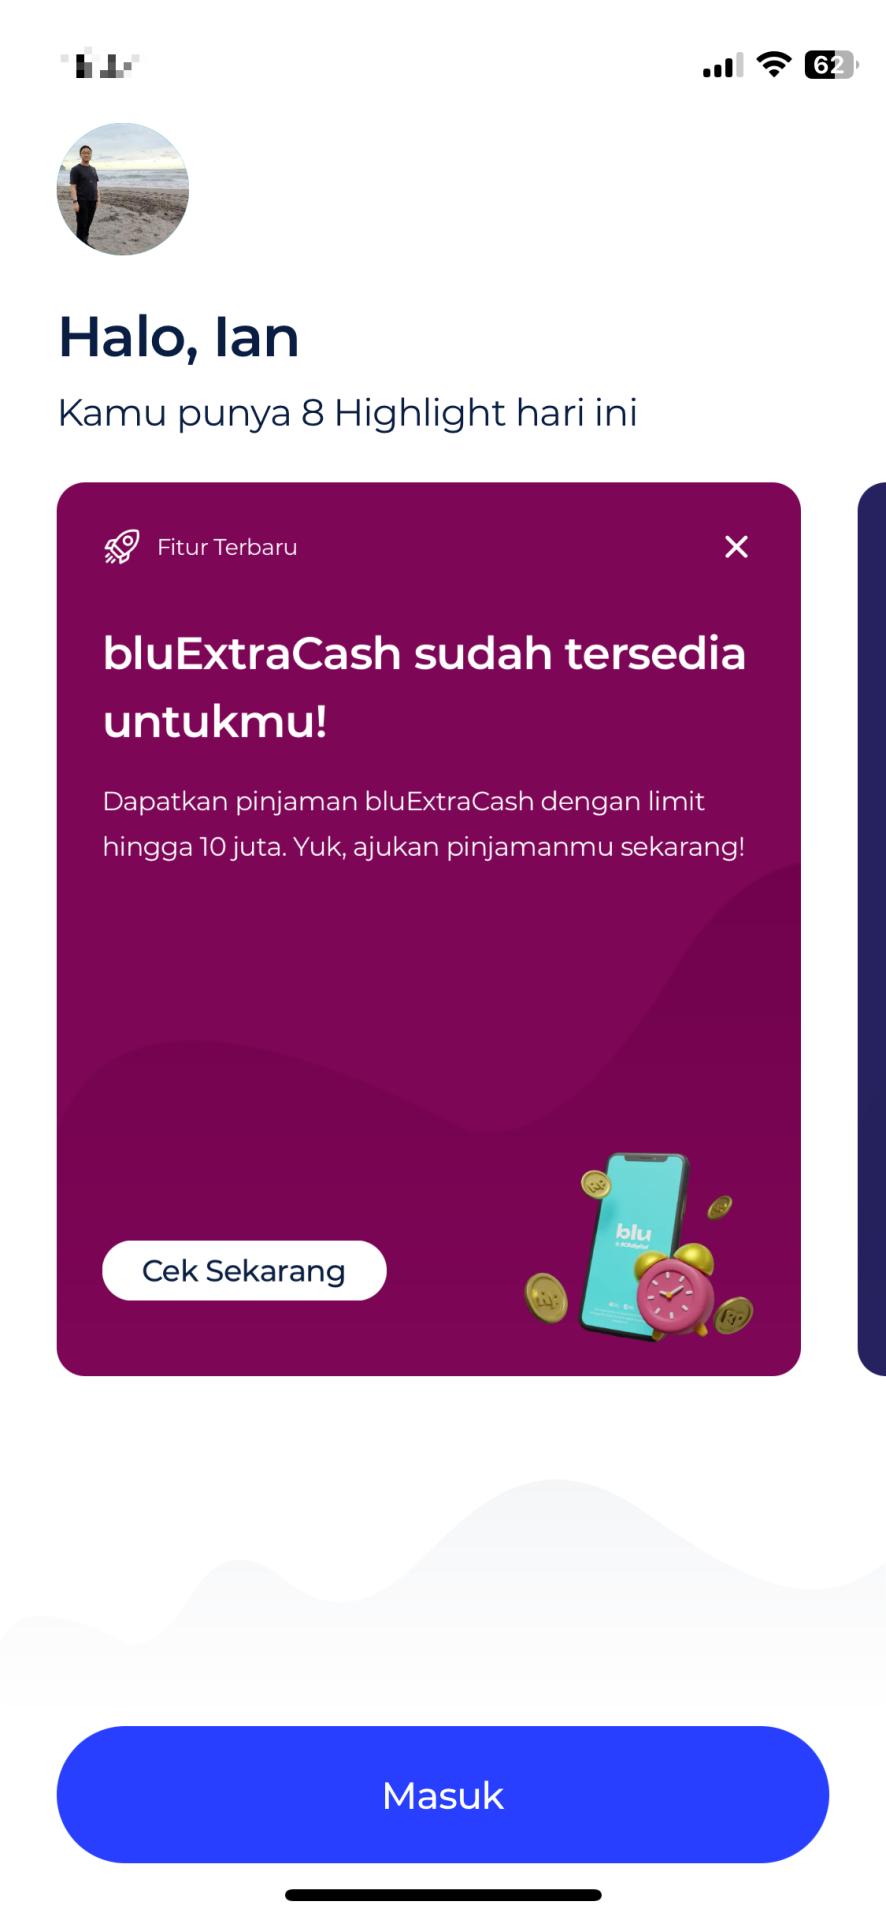 62
Halo, Ian
Kamu punya 8 Highlight hari ini
Fitur Terbaru
bluExtraCash sudah tersedia
untukmu!
Dapatkan pinjaman bluExtraCash dengan limit
hingga 10 juta. Yuk, ajukan pinjamanmu sekarang!
blu
Cek Sekarang
Masuk